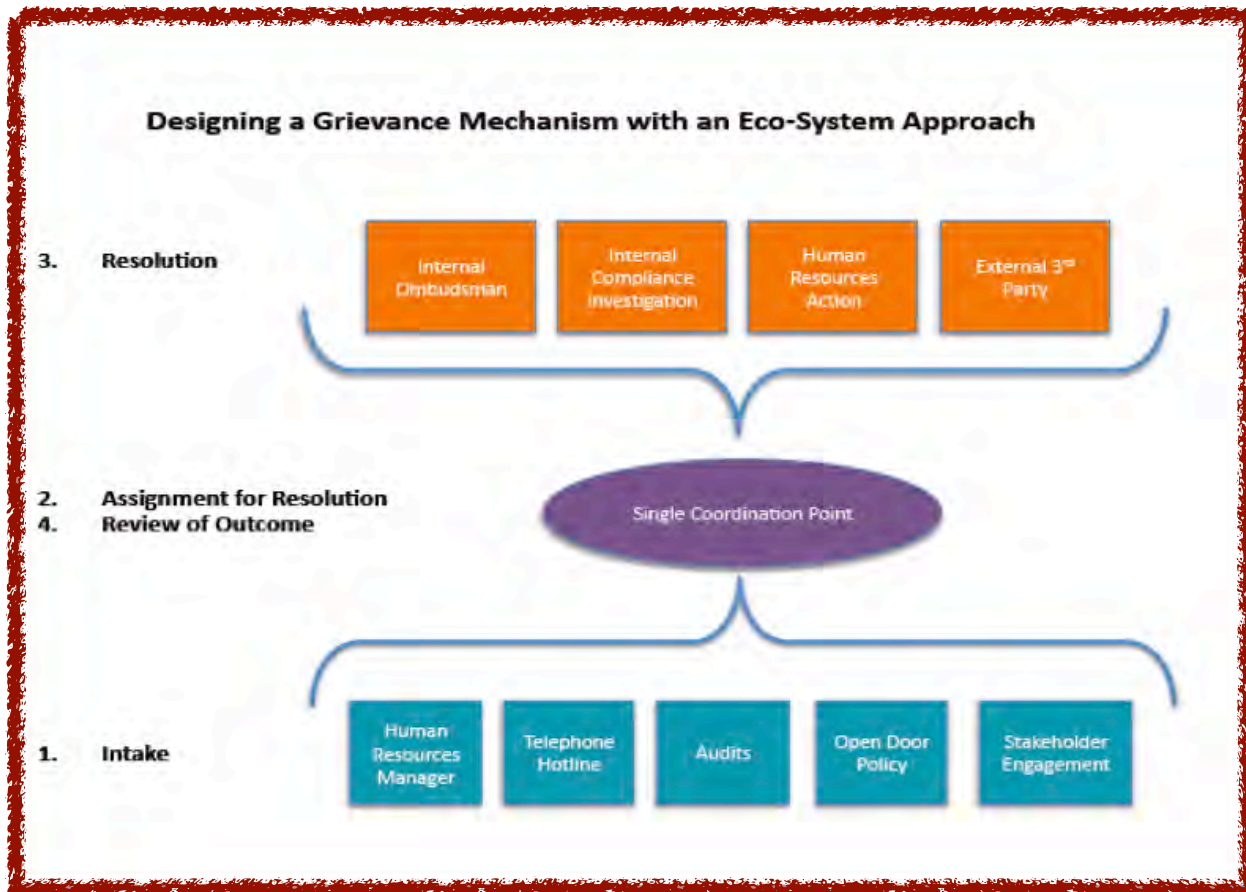 Designing a Grievance Mechanism with an Eco-System Approach
3. Resolution
Internal
Ombudsman
Internal
Compliance
Investigation
Human
Resources
Action
External 3rd
Party
2. Assignment for Resolution
4. Review of Outcome
Single Coordination Point
1. Intake
Human
Resources
Manager
Telephone
Hotline
Audits
Open Door
Policy
Stakeholder
Engagement